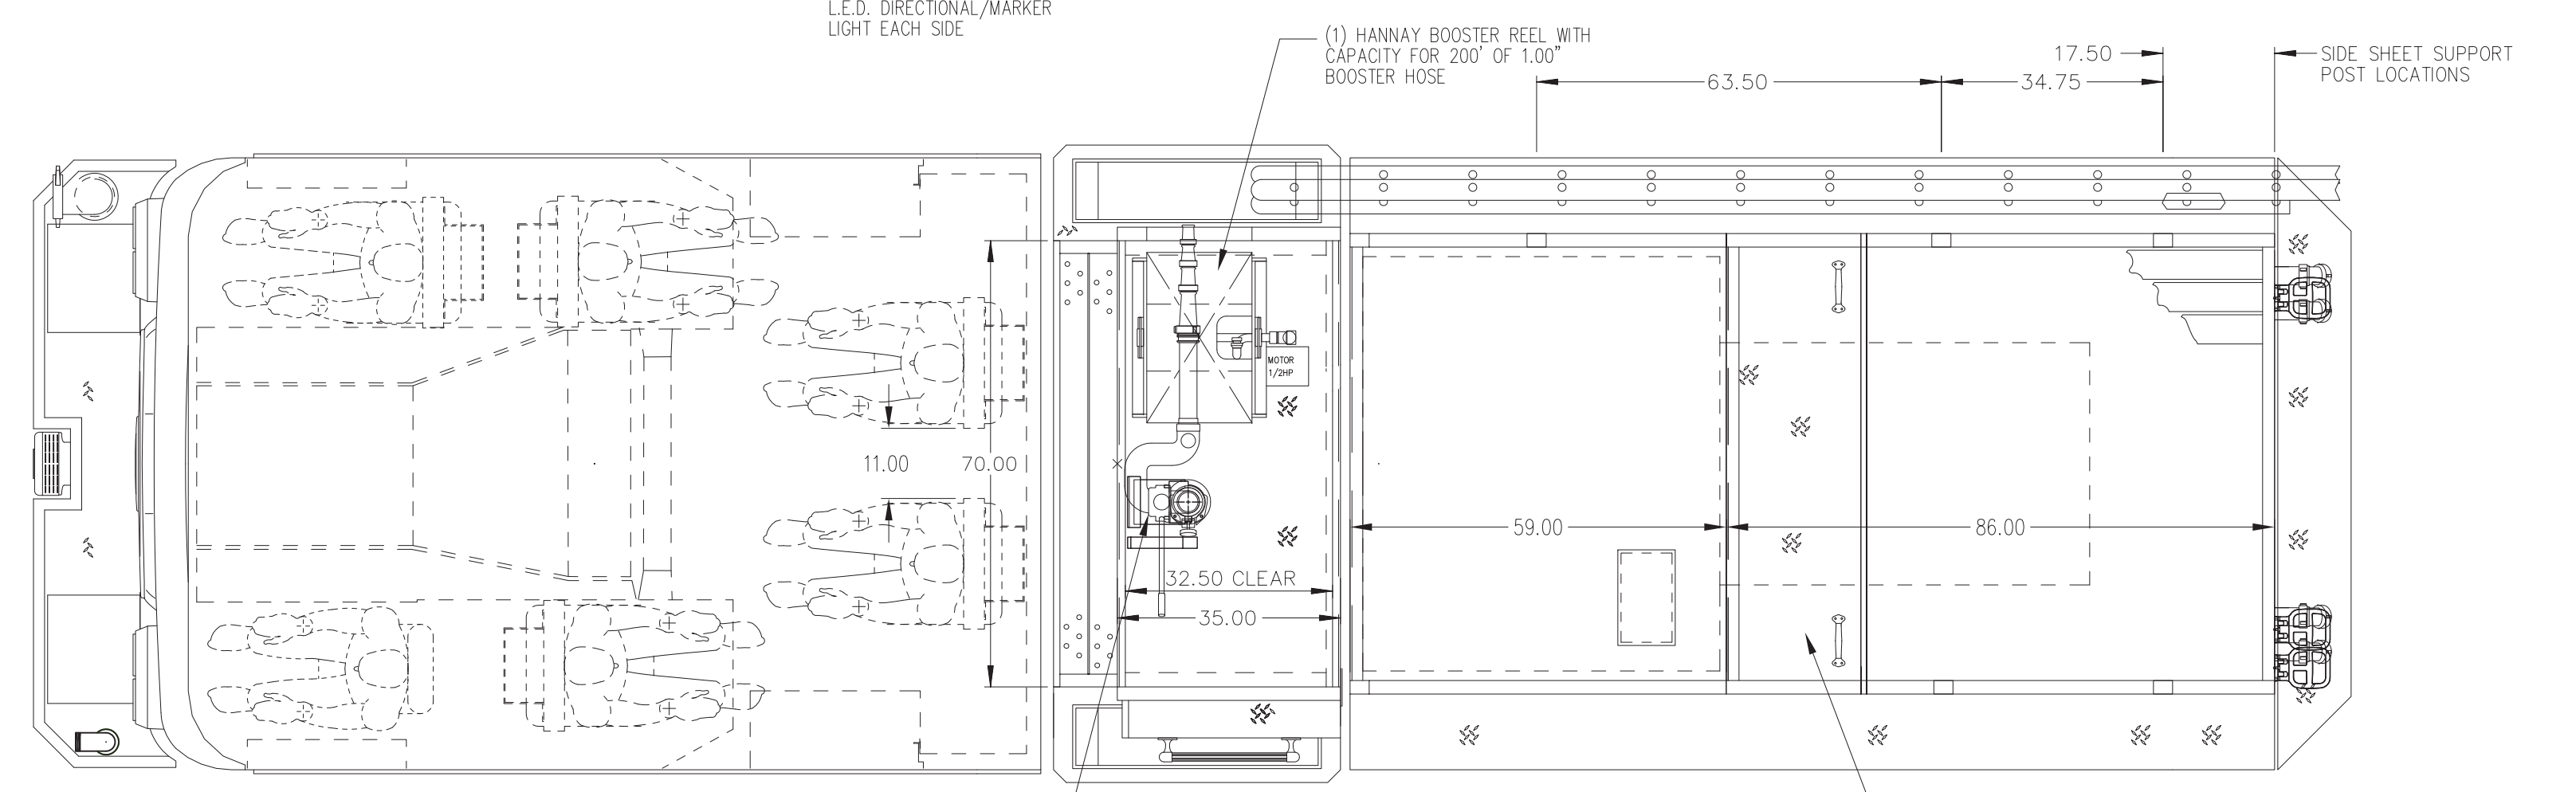 L.E.D. DIRECTIONAL/MARKER
LIGHT EACH SIDE
(1) HANNAY BOOSTER REEL WITH
CAPACITY FOR 200' OF 1.00"
BOOSTER HOSE
17.50
SIDE SHEET SUPPORT
POST LOCATIONS
63.50
34.75
MOTOR
1/2HP
11.00
70.00
59.00
86.00
32.50 CLEAR
35.00